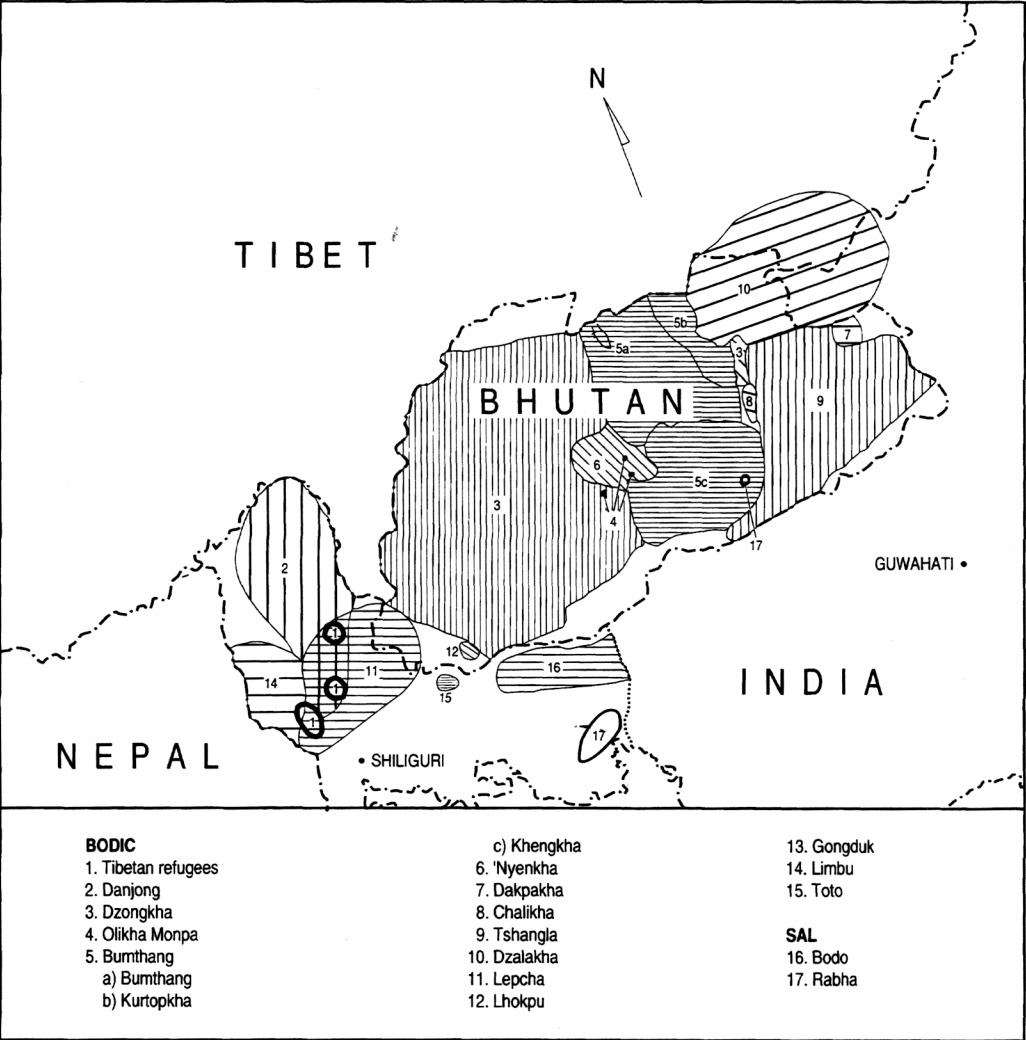 N
TIBET
10
5b
7
3
5a
BHUTAN
8
9
6
5c
3
4
17
GUWAHATI
2
1
12
11
16
14
1
15
INDIA
1
17
NEPAL
SHILIGURI
BODIC
1. Tibetan refugees
2. Danjong
3. Dzongkha
4. Olikha Monpa
5. Bumthang
a) Bumthang
b) Kurtopkha
c) Khengkha
6. 'Nyenkha
7. Dakpakha
8. Chalikha
9. Tshangla
10. Dzalakha
11. Lepcha
12. Lhokpu
13. Gongduk
14. Limbu
15. Toto
SAL
16. Bodo
17. Rabha